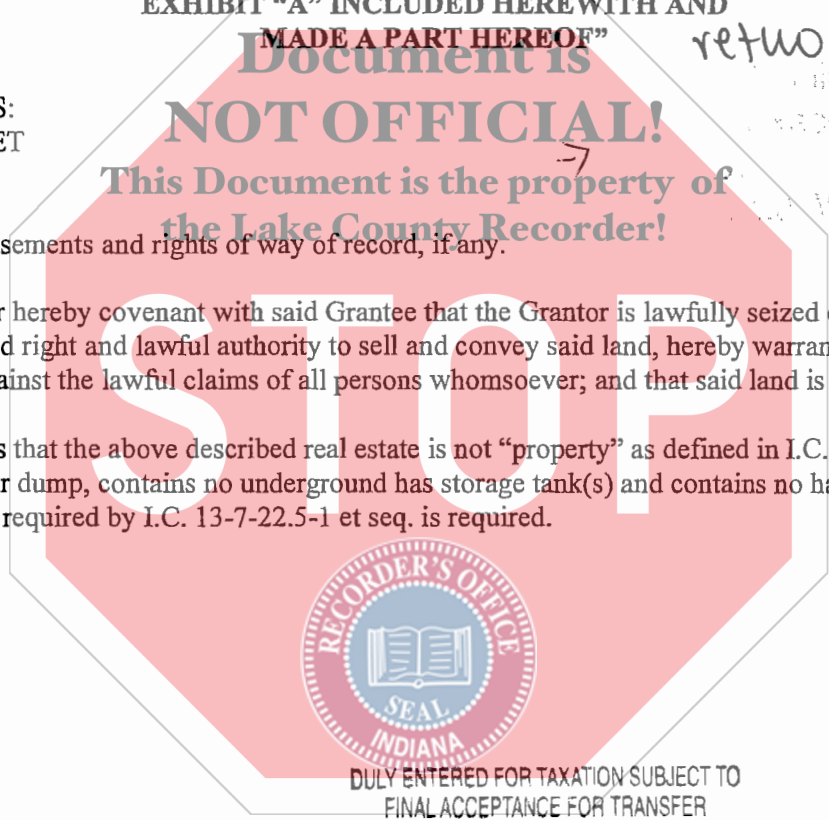 EXHIBIT “A” INCLUDED HEREWITH AND
MADE A PART HEREOF”
Document is
NOT OFFICIAL!
This Document is the property of
the Lake County Recorder!
S:
ET
sements and rights of way of record, if any.
r hereby covenant with said Grantee that the Grantor is lawfully seized
d right and lawful authority to sell and convey said land, hereby warran
ainst the lawful claims of all persons whomsoever; and that said land is
s that the above described real estate is not “property” as defined in I.C.
r dump, contains no underground has storage tank(s) and contains no ha
required by I.C. 13-7-22.5-1 et seq. is required.
STOP
RECORDER'S OFFICE
SEAL
INDIANA
DULY ENTERED FOR TAXATION SUBJECT TO
FINAL ACCEPTANCE FOR TRANSFER